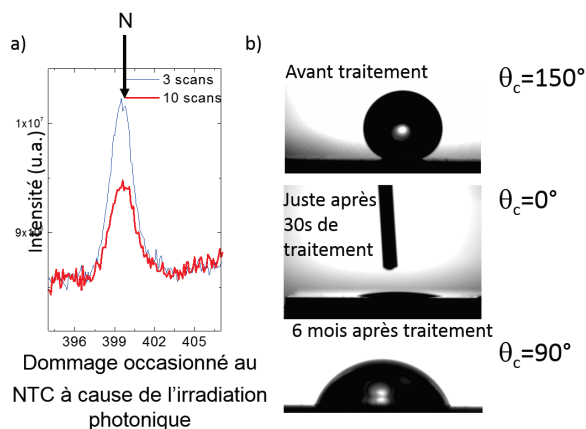 a)
N
3 scans
10 scans
Intensité (u.a.)
1x10⁷
9x1
396
399
402
405
Dommage occasionné au
NTC à cause de l'irradiation
photonique
b)
Avant traitement
θc=150°
Juste après
30s de
traitement
θc=0°
6 mois après traitement
θc=90°